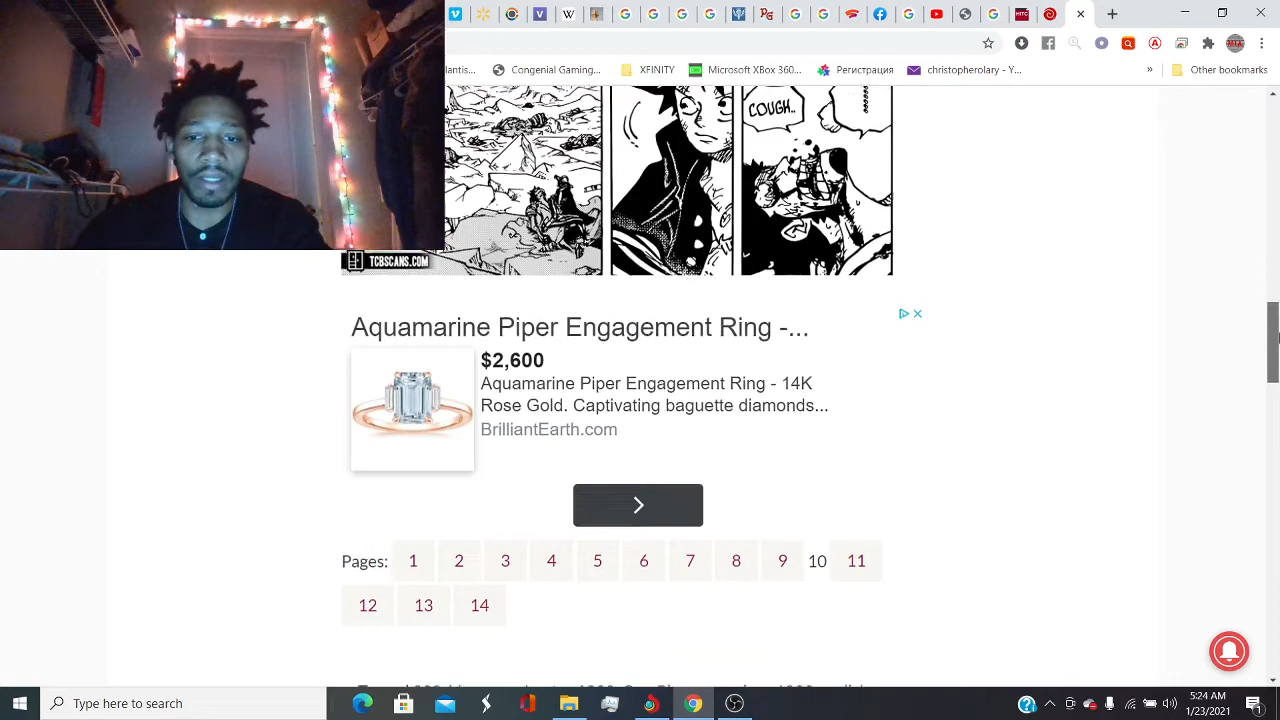 atlantis...
Congenial Gaming...
XFINITY
Microsoft XBox 360...
Регистрация
christopherolary - Y...
»
Other bookmarks
COUGH..
TCBSCANS.COM
Aquamarine Piper Engagement Ring -...
$2,600
Aquamarine Piper Engagement Ring - 14K
Rose Gold. Captivating baguette diamonds...
BrilliantEarth.com
Pages: 1 2 3 4 5 6 7 8 9 10 11
12 13 14
Type here to search
5:24 AM
1/23/2021